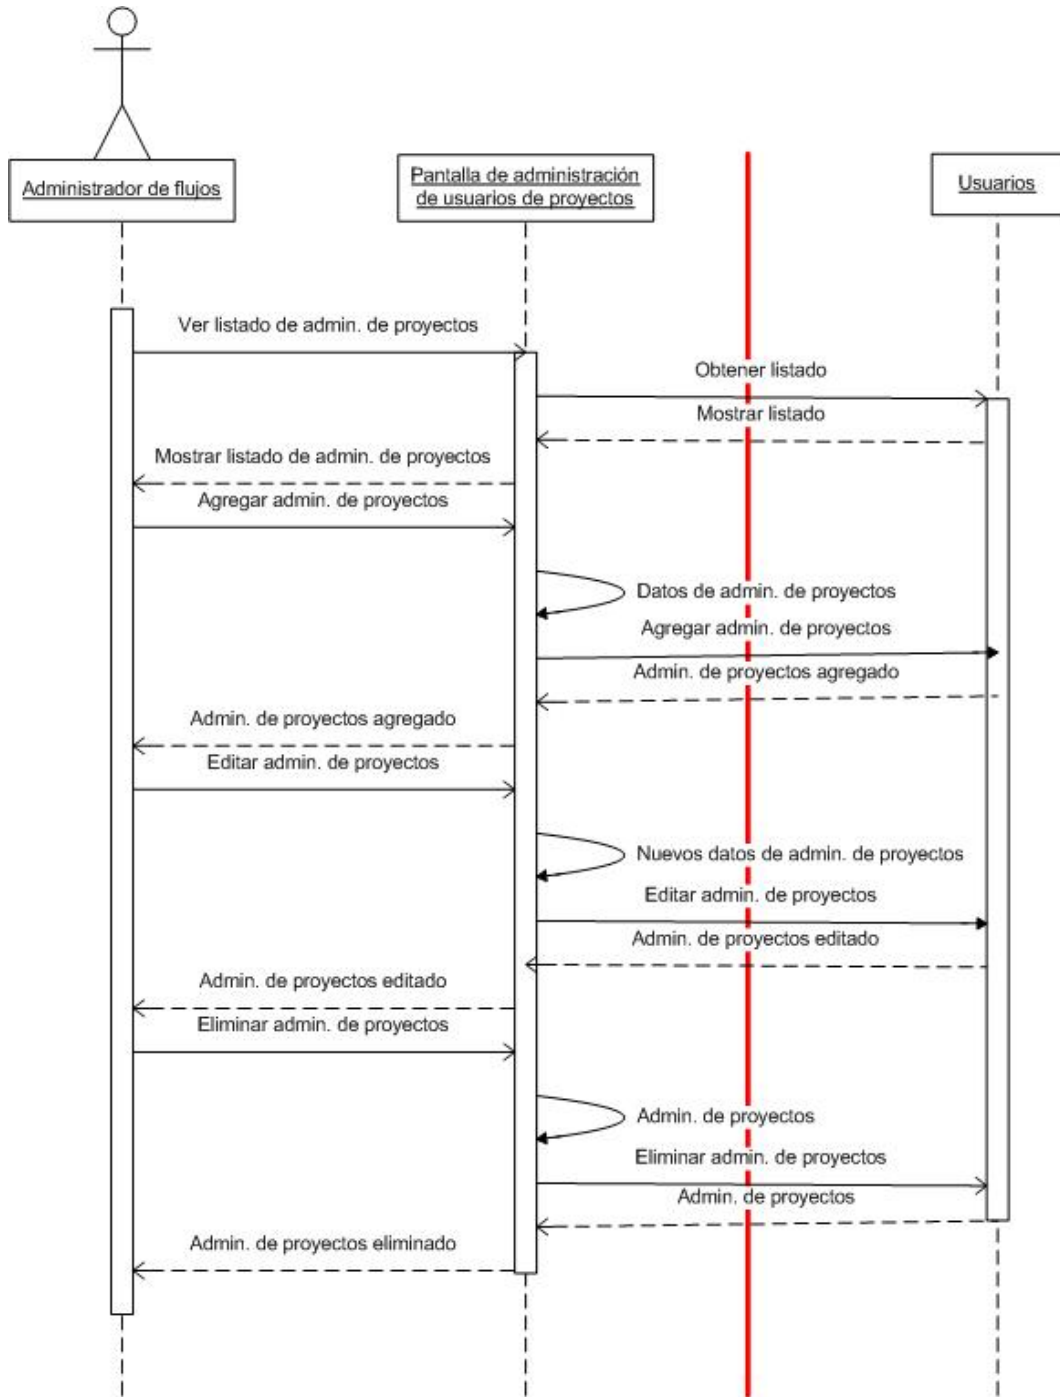 Administrador de flujos
Pantalla de administración
de usuarios de proyectos
Usuarios
Ver listado de admin. de proyectos
Obtener listado
Mostrar listado
Mostrar listado de admin. de proyectos
Agregar admin. de proyectos
Datos de admin. de proyectos
Agregar admin. de proyectos
Admin. de proyectos agregado
Admin. de proyectos agregado
Editar admin. de proyectos
Nuevos datos de admin. de proyectos
Editar admin. de proyectos
Admin. de proyectos editado
Admin. de proyectos editado
Eliminar admin. de proyectos
Admin. de proyectos
Eliminar admin. de proyectos
Admin. de proyectos
Admin. de proyectos eliminado